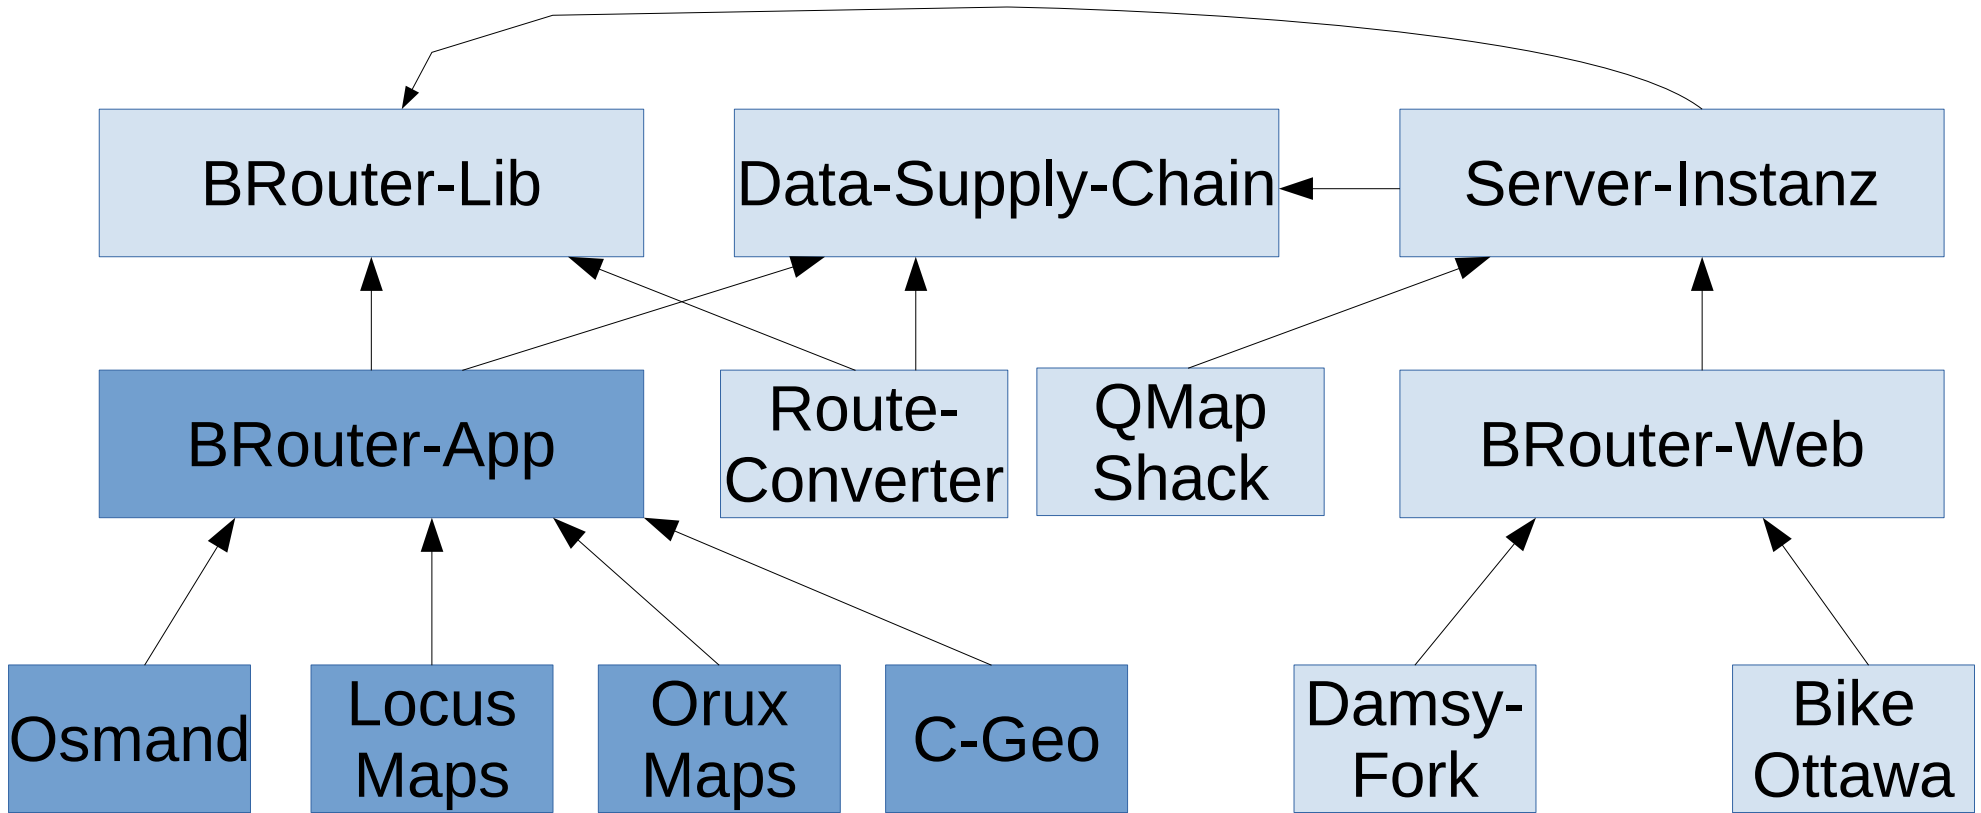 BRouter-Lib
Data-Supply-Chain
Server-Instanz
BRouter-App
Route-
Converter
QMap
Shack
BRouter-Web
Osmand
Locus
Maps
Orux
Maps
C-Geo
Damsy-
Fork
Bike
Ottawa